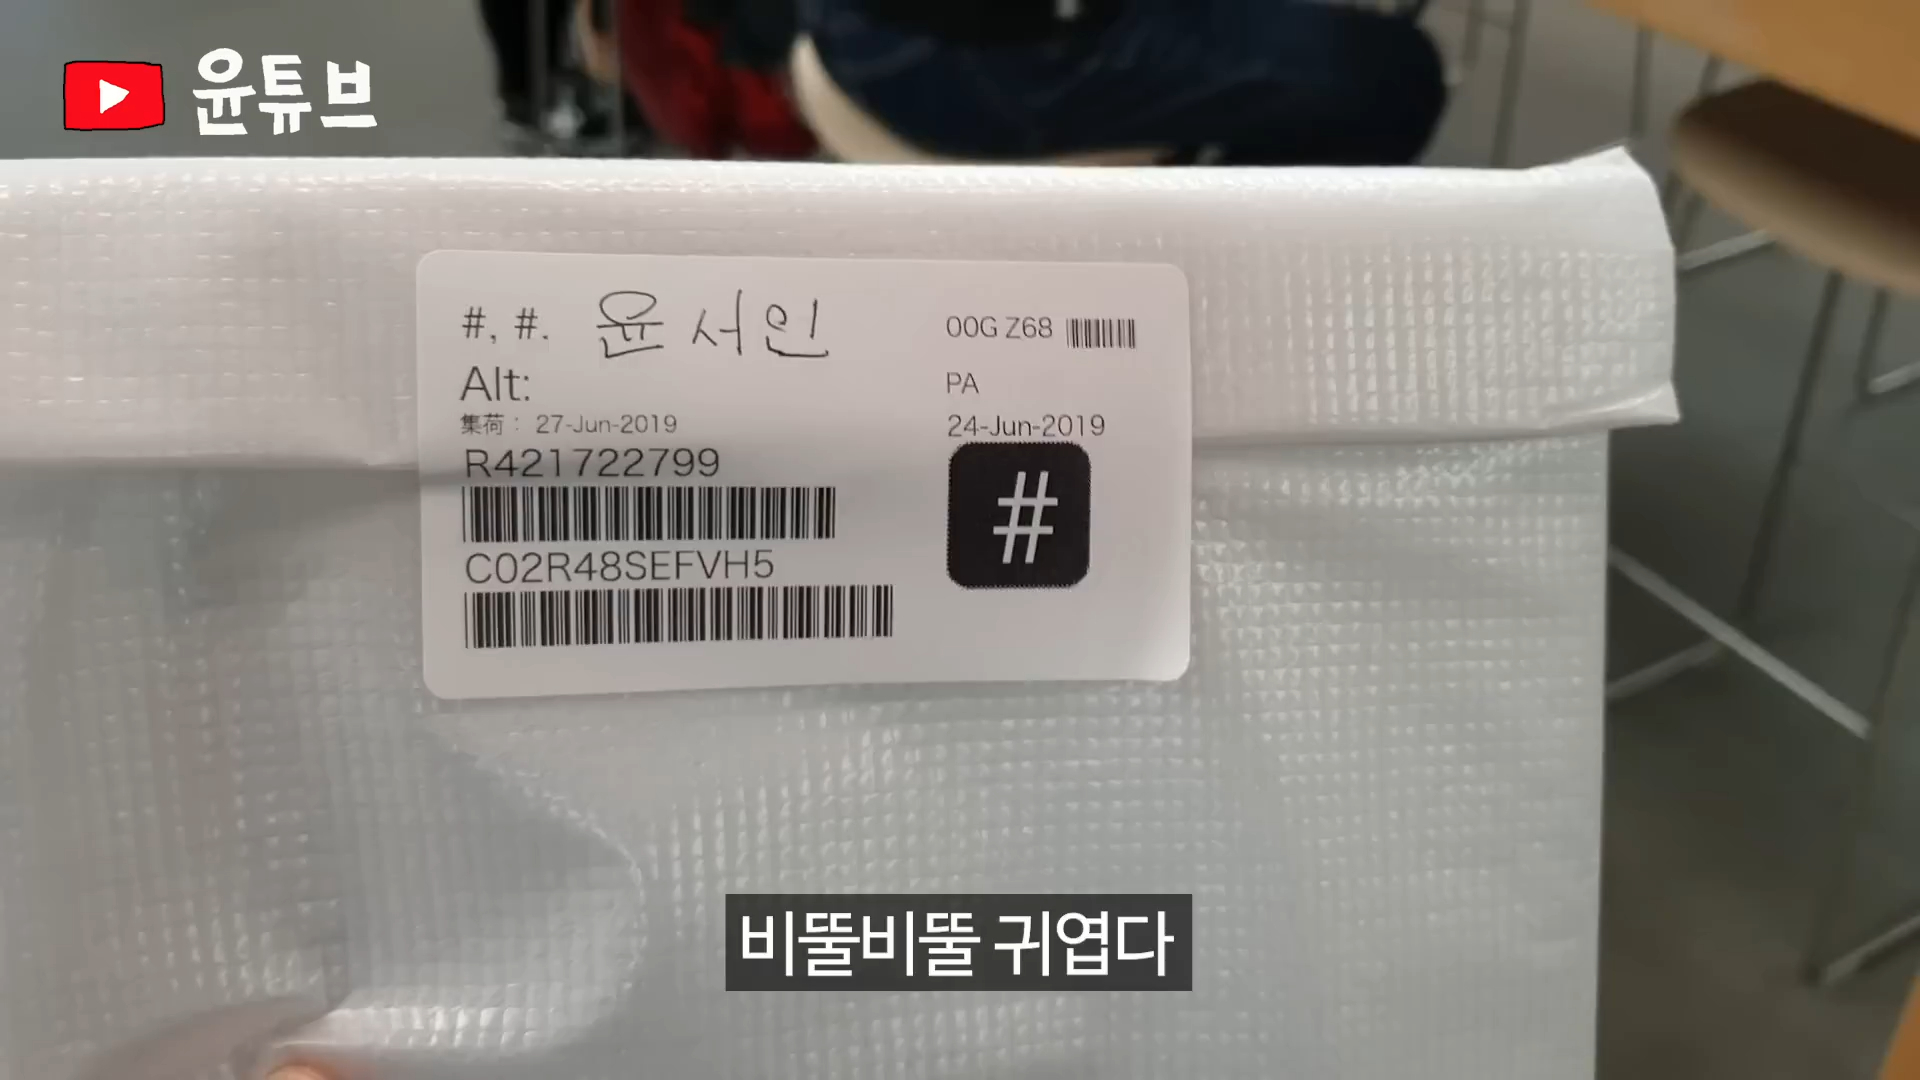 윤튜브
#, #. 윤서인
00G Z68
Alt:
PA
集荷： 27-Jun-2019
24-Jun-2019
R421722799
#
C02R48SEFVH5
비뚤비뚤 귀엽다